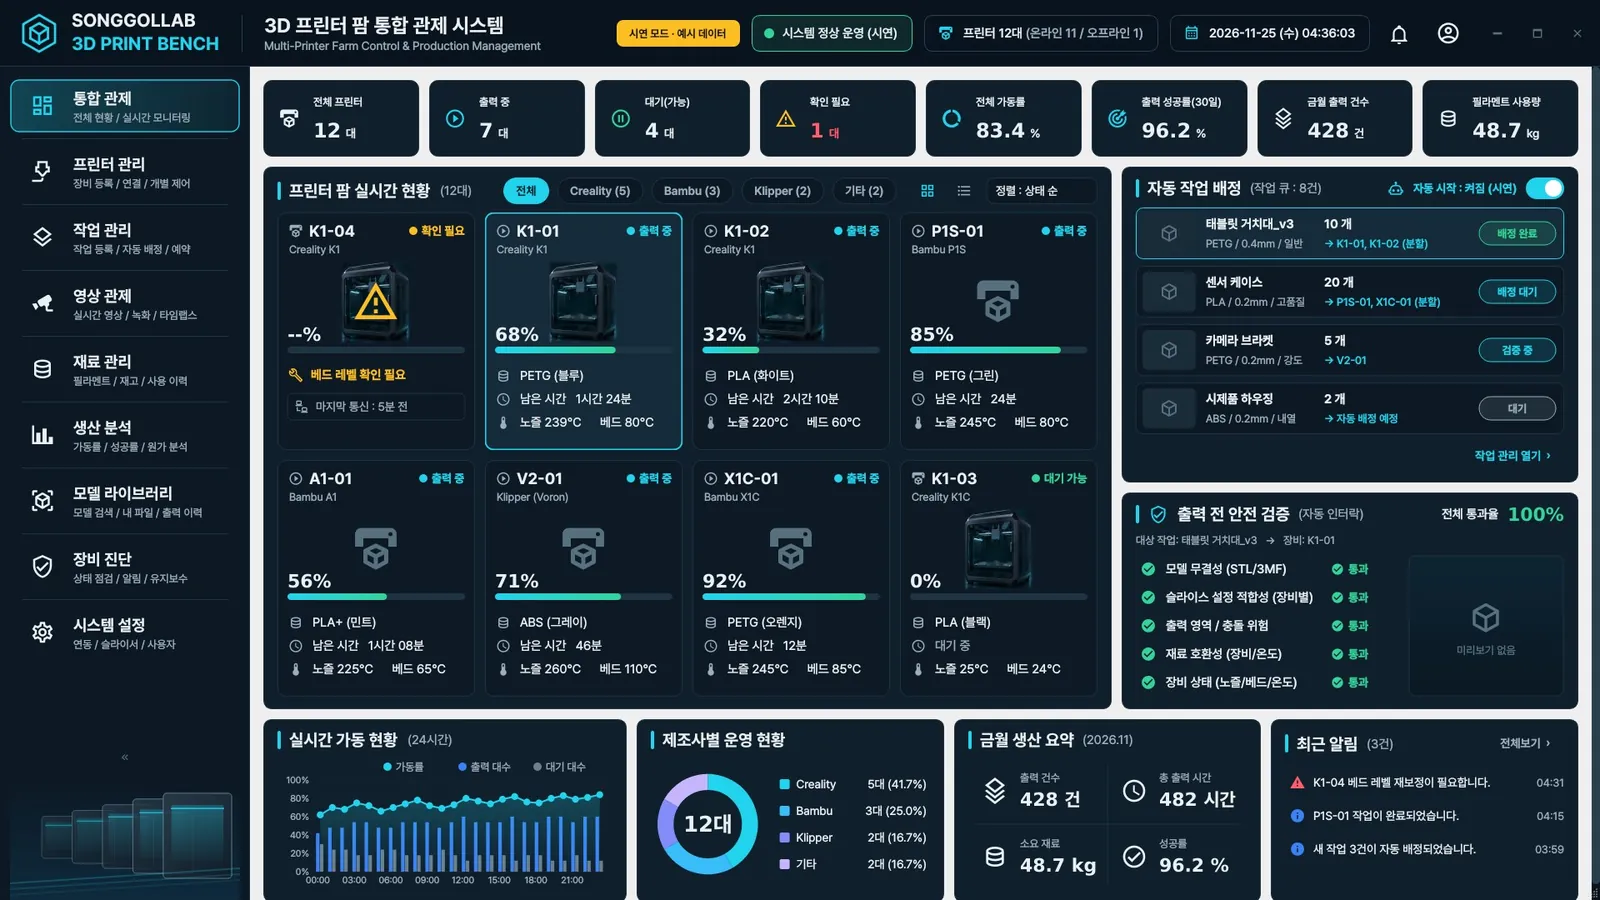 SONGGOLLAB
3D PRINT BENCH
3D 프린터 팜 통합 관제 시스템
Multi-Printer Farm Control & Production Management
시연 모드 · 예시 데이터
시스템 정상 운영 (시연)
프린터 12대 (온라인 11 / 오프라인 1)
2026-11-25 (수) 04:36:03
통합 관제
전체 현황 / 실시간 모니터링
프린터 관리
장비 등록 / 연결 / 개별 제어
작업 관리
작업 등록 / 자동 배정 / 예약
영상 관제
실시간 영상 / 녹화 / 타임랩스
재료 관리
필라멘트 / 재고 / 사용 이력
생산 분석
가동률 / 성공률 / 원가 분석
모델 라이브러리
모델 검색 / 내 파일 / 출력 이력
장비 진단
상태 점검 / 알림 / 유지보수
시스템 설정
연동 / 슬라이서 / 사용자
«
전체 프린터
12 대
출력 중
7 대
대기(가능)
4 대
확인 필요
1 대
전체 가동률
83.4 %
출력 성공률(30일)
96.2 %
금월 출력 건수
428 건
필라멘트 사용량
48.7 kg
프린터 팜 실시간 현황 (12대)
전체
Creality (5)
Bambu (3)
Klipper (2)
기타 (2)
정렬 : 상태 순
K1-04
확인 필요
Creality K1
--%
베드 레벨 확인 필요
마지막 통신 : 5분 전
K1-01
출력 중
Creality K1
68%
PETG (블루)
남은 시간 1시간 24분
노즐 239°C 베드 80°C
K1-02
출력 중
Creality K1
32%
PLA (화이트)
남은 시간 2시간 10분
노즐 220°C 베드 60°C
P1S-01
출력 중
Bambu P1S
85%
PETG (그린)
남은 시간 24분
노즐 245°C 베드 80°C
A1-01
출력 중
Bambu A1
56%
PLA+ (민트)
남은 시간 1시간 08분
노즐 225°C 베드 65°C
V2-01
출력 중
Klipper (Voron)
71%
ABS (그레이)
남은 시간 46분
노즐 260°C 베드 110°C
X1C-01
출력 중
Bambu X1C
92%
PETG (오렌지)
남은 시간 12분
노즐 245°C 베드 85°C
K1-03
대기 가능
Creality K1C
0%
PLA (블랙)
대기 중
노즐 25°C 베드 24°C
자동 작업 배정 (작업 큐 : 8건)
자동 시작 : 켜짐 (시연)
태블릿 거치대_v3 10 개
PETG / 0.4mm / 일반 → K1-01, K1-02 (분할)
배정 완료
센서 케이스 20 개
PLA / 0.2mm / 고품질 → P1S-01, X1C-01 (분할)
배정 대기
카메라 브라켓 5 개
PETG / 0.2mm / 강도 → V2-01
검증 중
시제품 하우징 2 개
ABS / 0.2mm / 내열 → 자동 배정 예정
대기
작업 관리 열기 ›
출력 전 안전 검증 (자동 인터락)
전체 통과율 100%
대상 작업: 태블릿 거치대_v3 → 장비: K1-01
모델 무결성 (STL/3MF) 통과
슬라이스 설정 적합성 (장비별) 통과
출력 영역 / 충돌 위험 통과
재료 호환성 (장비/온도) 통과
장비 상태 (노즐/베드/온도) 통과
미리보기 없음
실시간 가동 현황 (24시간)
가동률 출력 대수 대기 대수
100%
80%
60%
40%
20%
0%
00:00 03:00 06:00 09:00 12:00 15:00 18:00 21:00
제조사별 운영 현황
12대
Creality 5대 (41.7%)
Bambu 3대 (25.0%)
Klipper 2대 (16.7%)
기타 2대 (16.7%)
금월 생산 요약 (2026.11)
출력 건수
428 건
총 출력 시간
482 시간
소요 재료
48.7 kg
성공률
96.2 %
최근 알림 (3건)
전체보기 ›
K1-04 베드 레벨 재보정이 필요합니다. 04:31
P1S-01 작업이 완료되었습니다. 04:15
새 작업 3건이 자동 배정되었습니다. 03:59